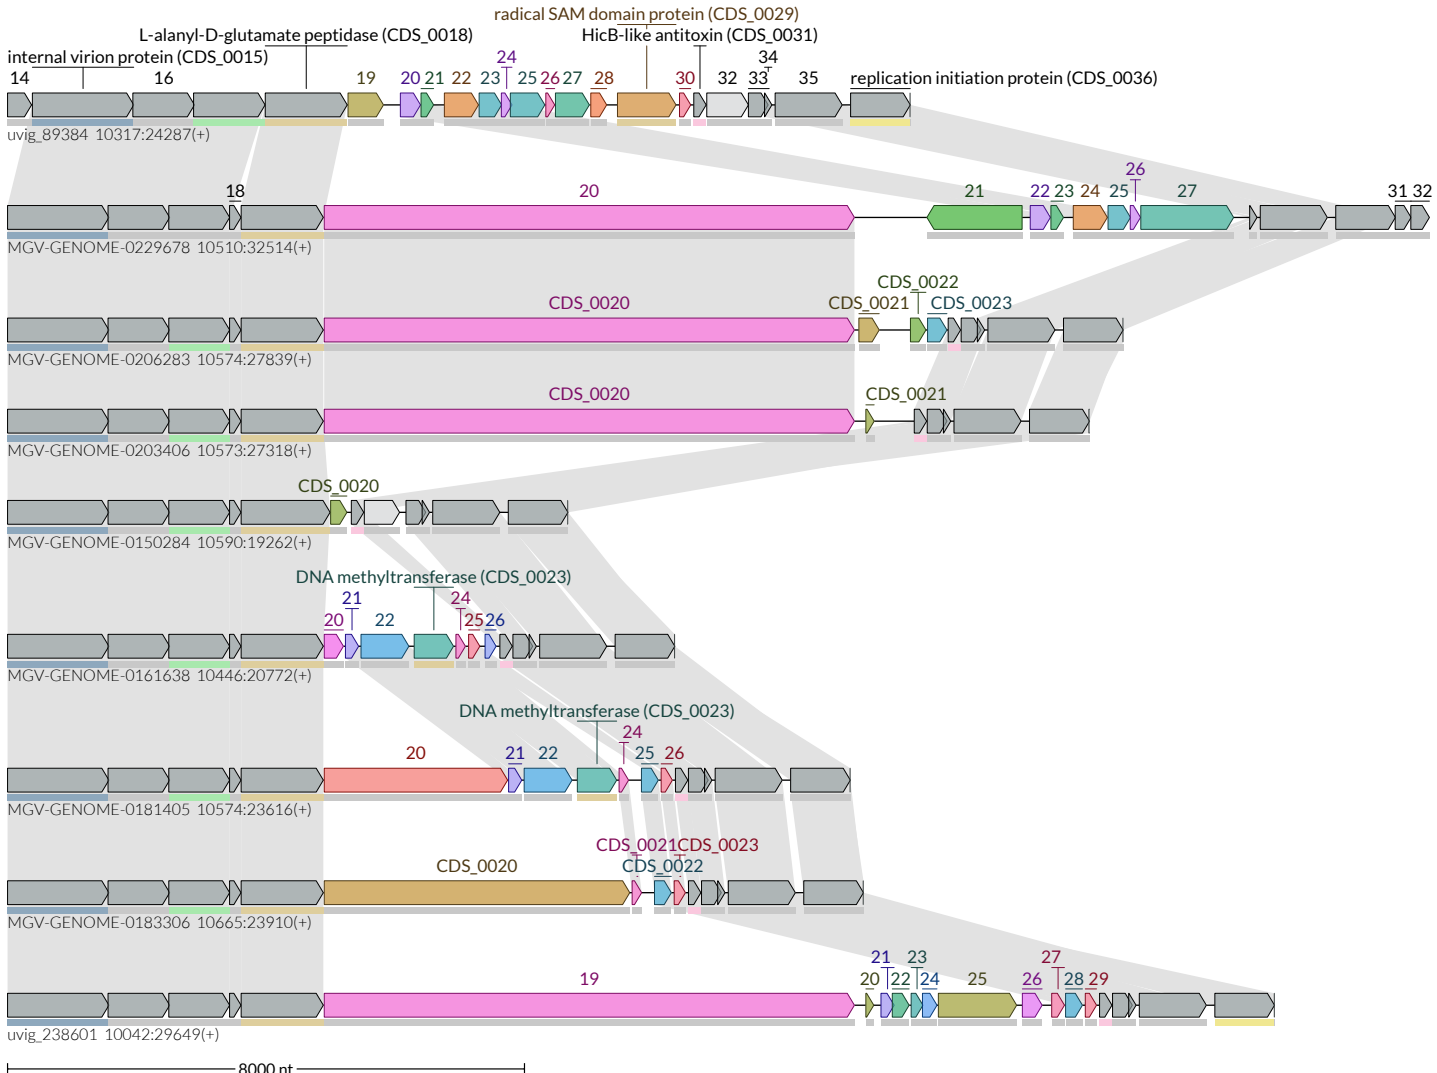 radical SAM domain protein (CDS_0029)
L-alanyl-D-glutamate peptidase (CDS_0018) HicB-like antitoxin (CDS_0031)
internal virion protein (CDS_0015) 24 34
14 16 19 20 21 22 23 25 26 27 28 30 32 33 35 replication initiation protein (CDS_0036)
uvig_89384 10317:24287(+)
26
18 20 21 22 23 24 25 27 31 32
MGV-GENOME-0229678 10510:32514(+)
CDS_0022
CDS_0020 CDS_0021 CDS_0023
MGV-GENOME-0206283 10574:27839(+)
CDS_0020 CDS_0021
MGV-GENOME-0203406 10573:27318(+)
CDS_0020
MGV-GENOME-0150284 10590:19262(+)
DNA methyltransferase (CDS_0023)
21 24
20 22 25 26
MGV-GENOME-0161638 10446:20772(+)
DNA methyltransferase (CDS_0023)
24
20 21 22 25 26
MGV-GENOME-0181405 10574:23616(+)
CDS_0021 CDS_0023
CDS_0020 CDS_0022
MGV-GENOME-0183306 10665:23910(+)
21 23 27
19 20 22 24 25 26 28 29
uvig_238601 10042:29649(+)
8000 nt